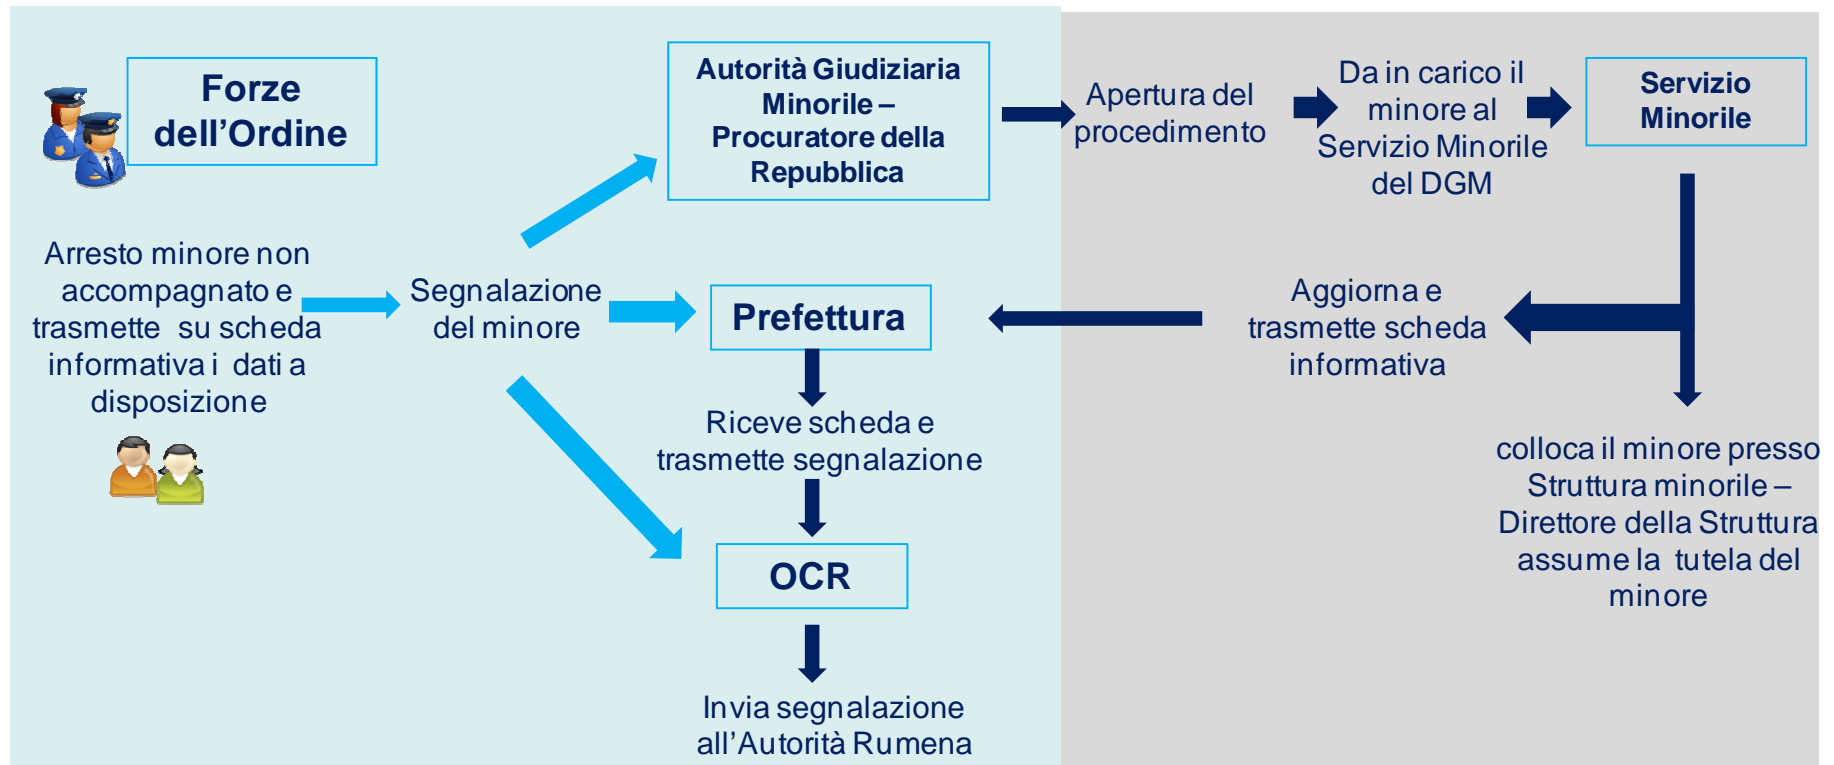 Forze
dell’Ordine
Arresto minore non
accompagnato e
trasmette su scheda
informativa i dati a
disposizione
Segnalazione
del minore
Autorità Giudiziaria
Minorile –
Procuratore della
Repubblica
Apertura del
procedimento
Da in carico il
minore al
Servizio Minorile
del DGM
Servizio
Minorile
Prefettura
Aggiorna e
trasmette scheda
informativa
Riceve scheda e
trasmette segnalazione
colloca il minore presso
Struttura minorile –
Direttore della Struttura
assume la tutela del
minore
OCR
Invia segnalazione
all’Autorità Rumena